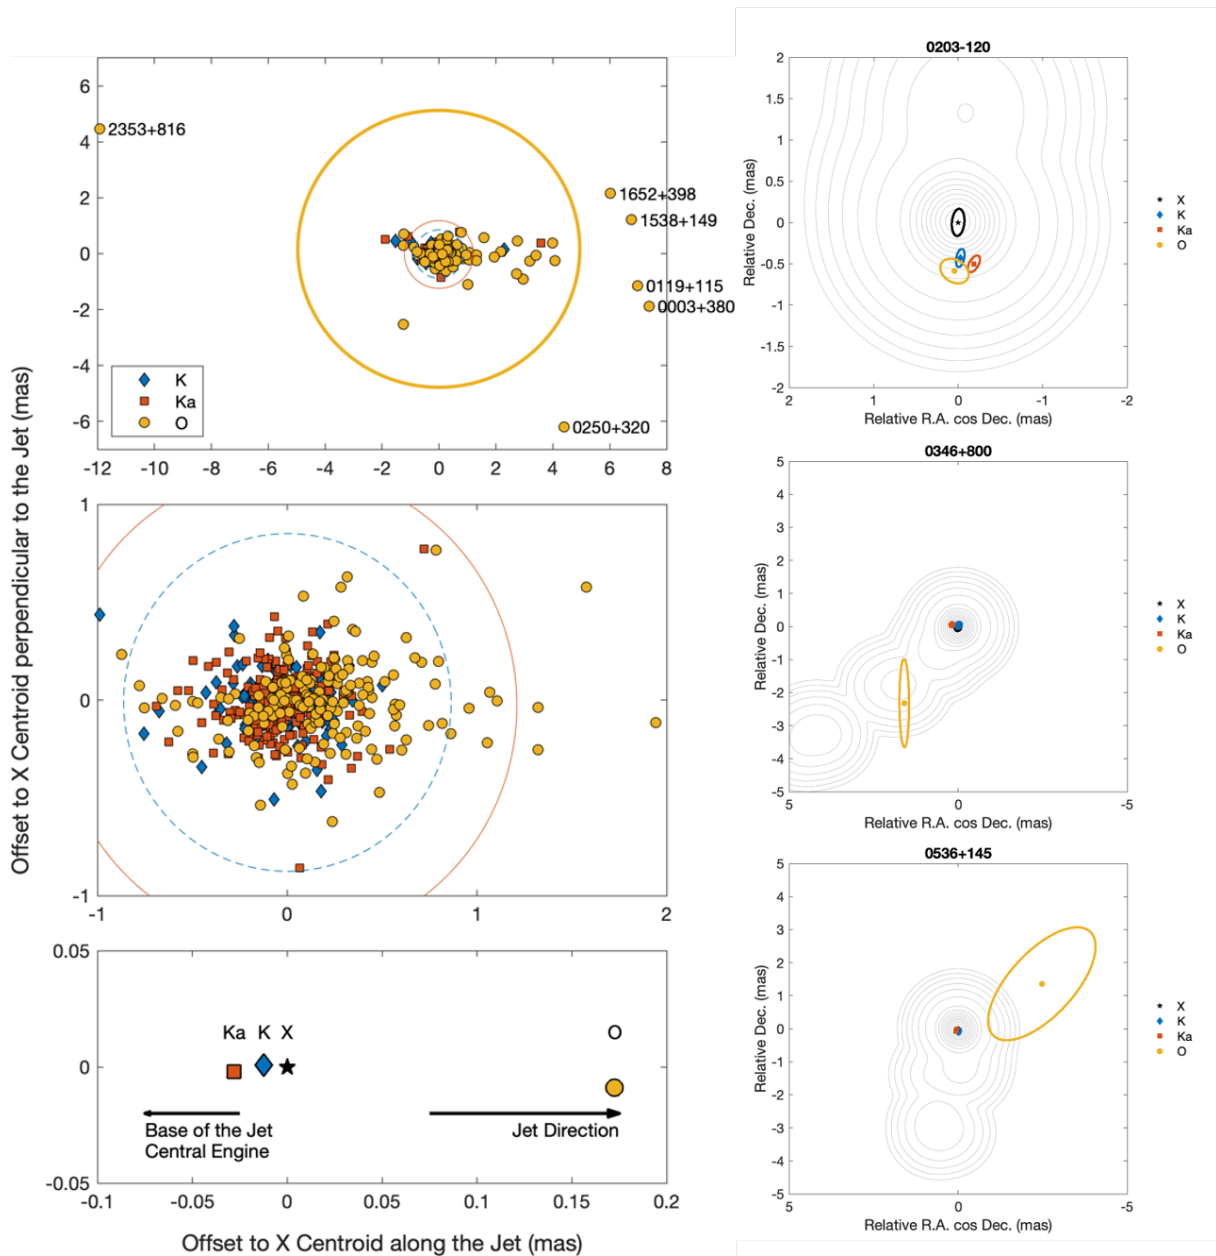 Offset to X Centroid perpendicular to the Jet (mas)
6
4
2
0
-2
-4
-6
2353+816
1652+398
1538+149
0119+115
0003+380
0250+320
K
Ka
O
-12 -10 -8 -6 -4 -2 0 2 4 6 8
1
0
-1
-1 0 1 2
0.05
0
-0.05
Ka K X O
Base of the Jet
Central Engine
Jet Direction
-0.1 -0.05 0 0.05 0.1 0.15 0.2
Offset to X Centroid along the Jet (mas)
0203-120
Relative Dec. (mas)
2
1.5
1
0.5
0
-0.5
-1
-1.5
-2
2 1 0 -1 -2
Relative R.A. cos Dec. (mas)
X
K
Ka
O
0346+800
Relative Dec. (mas)
5
4
3
2
1
0
-1
-2
-3
-4
-5
5 0 -5
Relative R.A. cos Dec. (mas)
X
K
Ka
O
0536+145
Relative Dec. (mas)
5
4
3
2
1
0
-1
-2
-3
-4
-5
5 0 -5
Relative R.A. cos Dec. (mas)
X
K
Ka
O